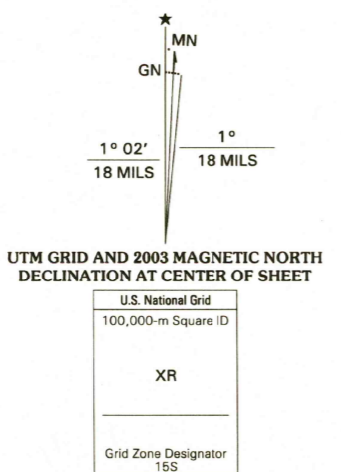 ★
MN
GN
1° 02′
18 MILS
1°
18 MILS
UTM GRID AND 2003 MAGNETIC NORTH
DECLINATION AT CENTER OF SHEET
U.S. National Grid
100,000-m Square ID
XR
Grid Zone Designator
15S